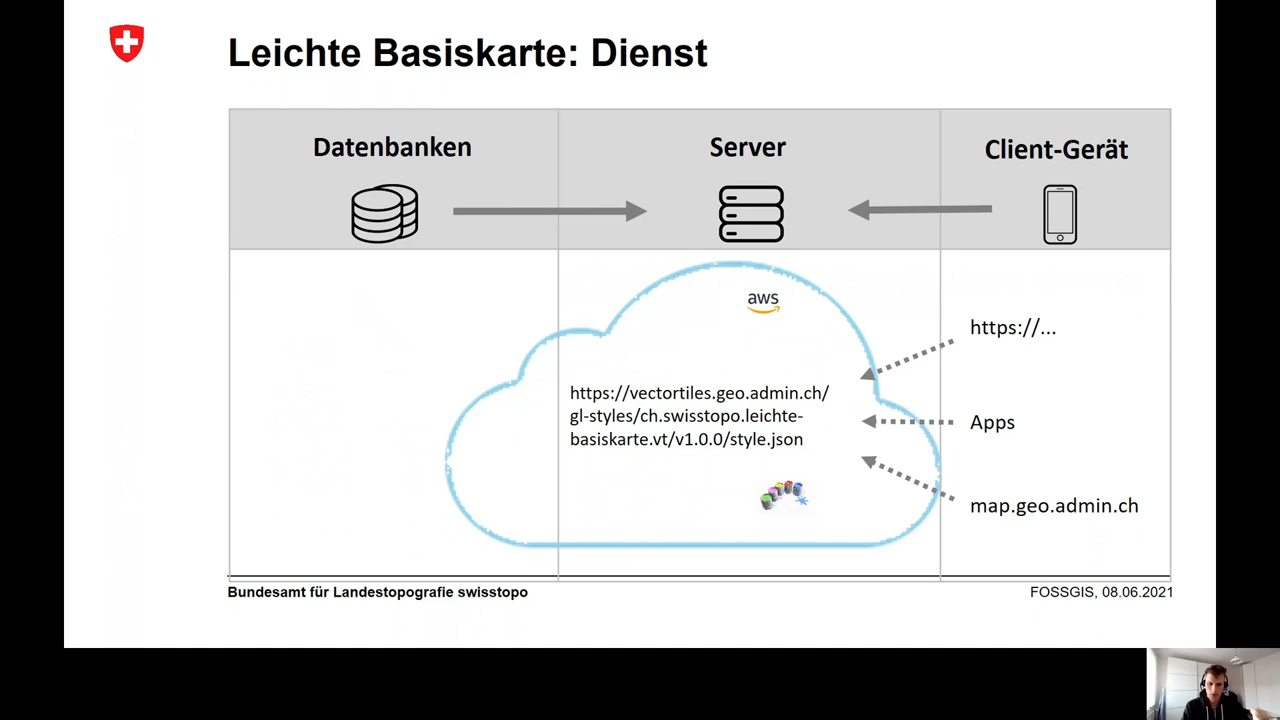 Leichte Basiskarte: Dienst
Datenbanken
Server
Client-Gerät
aws
https://...
https://vectortiles.geo.admin.ch/
gl-styles/ch.swisstopo.leichte-
basiskarte.vt/v1.0.0/style.json
Apps
map.geo.admin.ch
Bundesamt für Landestopografie swisstopo
FOSSGIS, 08.06.2021